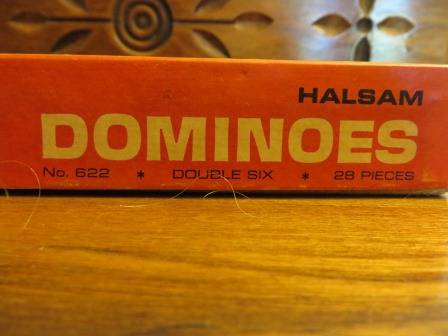 HALSAM
DOMINOES
No. 622 * DOUBLE SIX * 28 PIECES